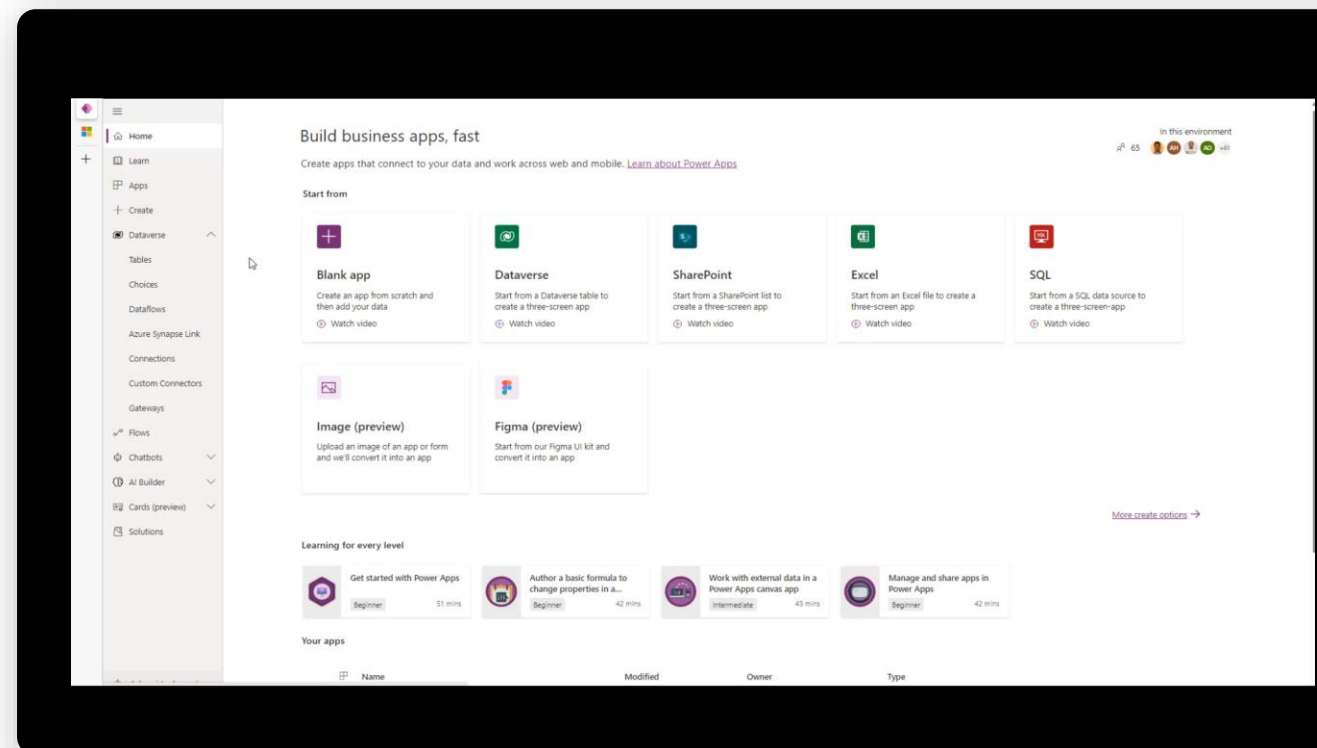 Home
Learn
Apps
Create
Dataverse
Tables
Choices
Dataflows
Azure Synapse Link
Connections
Custom Connectors
Gateways
Flows
Chatbots
AI Builder
Cards (preview)
Solutions
Build business apps, fast
Create apps that connect to your data and work across web and mobile. Learn about Power Apps
In this environment
65 AH AO
Start from
Blank app
Create an app from scratch and
then add your data
Watch video
Dataverse
Start from a Dataverse table to
create a three-screen app
Watch video
SharePoint
Start from a SharePoint list to
create a three-screen app
Watch video
Excel
Start from an Excel file to create a
three-screen app
Watch video
SQL
Start from a SQL data source to
create a three-screen-app
Watch video
Image (preview)
Upload an image of an app or form
and we'll convert it into an app
Figma (preview)
Start from our Figma UI kit and
convert it into an app
More create options
Learning for every level
Get started with Power Apps
Beginner 51 mins
Author a basic formula to
change properties in a...
Beginner 42 mins
Work with external data in a
Power Apps canvas app
Intermediate 43 mins
Manage and share apps in
Power Apps
Beginner 42 mins
Your apps
Name Modified Owner Type